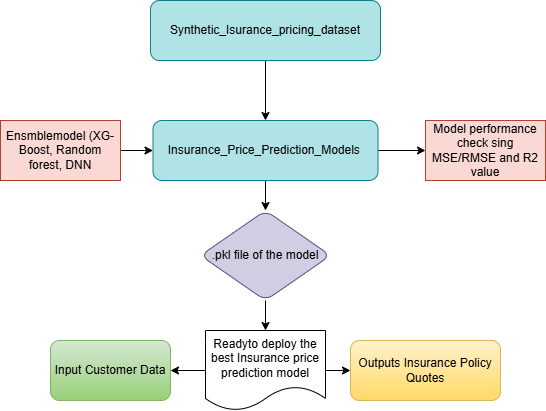 Synthetic_Isurance_pricing_dataset
Ensmblemodel (XG-
Boost, Random
forest, DNN
Insurance_Price_Prediction_Models
Model performance
check sing
MSE/RMSE and R2
value
.pkl file of the model
Readyto deploy the
best Insurance price
prediction model
Input Customer Data
Outputs Insurance Policy
Quotes